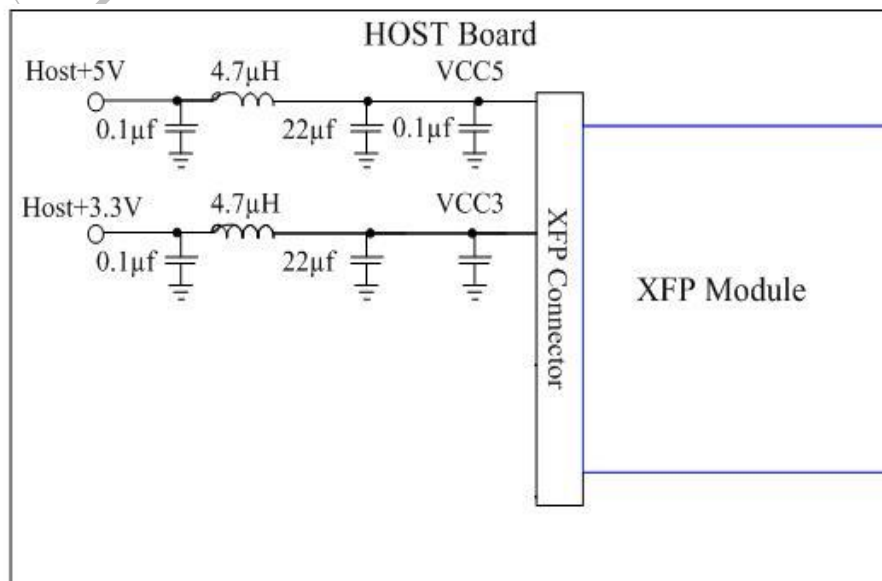 HOST Board
Host+5V
4.7μH
VCC5
0.1μf
22μf
0.1μf
Host+3.3V
4.7μH
VCC3
0.1μf
22μf
XFP Connector
XFP Module